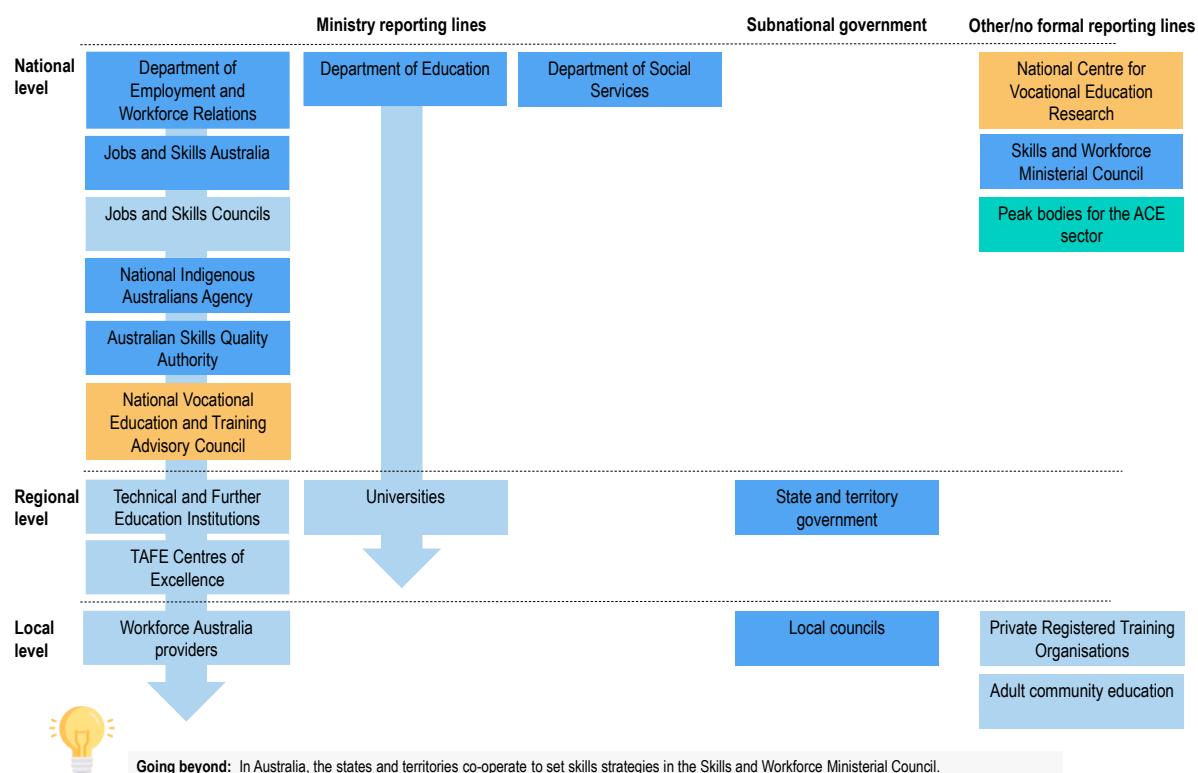 Ministry reporting lines
Subnational government
Other/no formal reporting lines
National
level
Department of
Employment and
Workforce Relations
Department of Education
Department of Social
Services
National Centre for
Vocational Education
Research
Jobs and Skills Australia
Skills and Workforce
Ministerial Council
Jobs and Skills Councils
Peak bodies for the ACE
sector
National Indigenous
Australians Agency
Australian Skills Quality
Authority
National Vocational
Education and Training
Advisory Council
Regional
level
Technical and Further
Education Institutions
Universities
State and territory
government
TAFE Centres of
Excellence
Local
level
Workforce Australia
providers
Local councils
Private Registered Training
Organisations
Adult community education
Going beyond: In Australia, the states and territories co-operate to set skills strategies in the Skills and Workforce Ministerial Council.